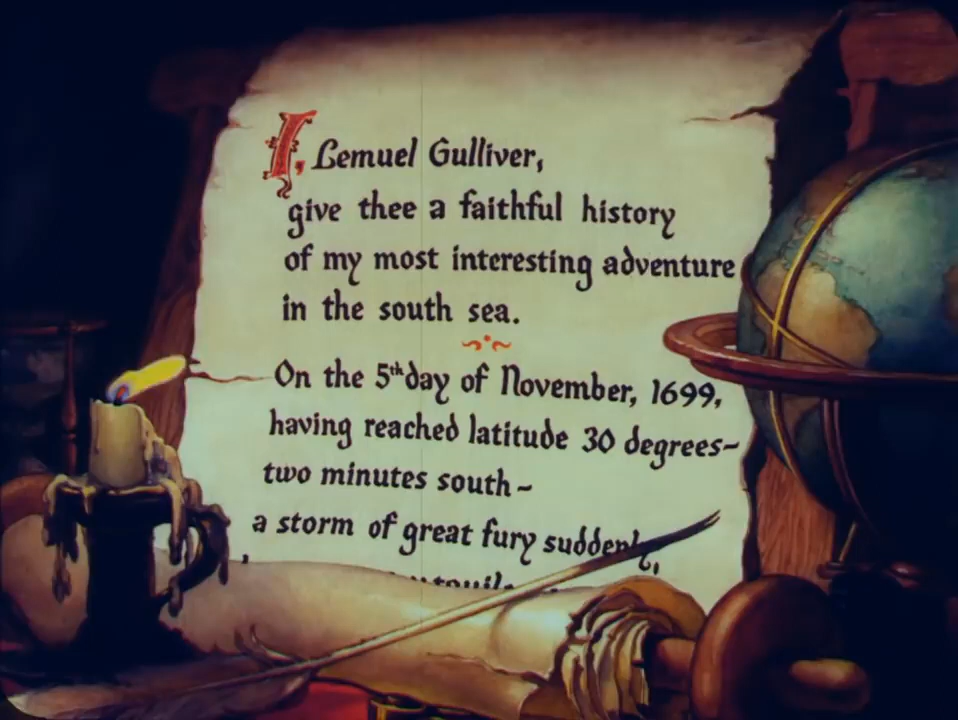 I, Lemuel Gulliver,
give thee a faithful history
of my most interesting adventure
in the south sea.
On the 5th day of November, 1699,
having reached latitude 30 degrees-
two minutes south-
a storm of great fury suddenly